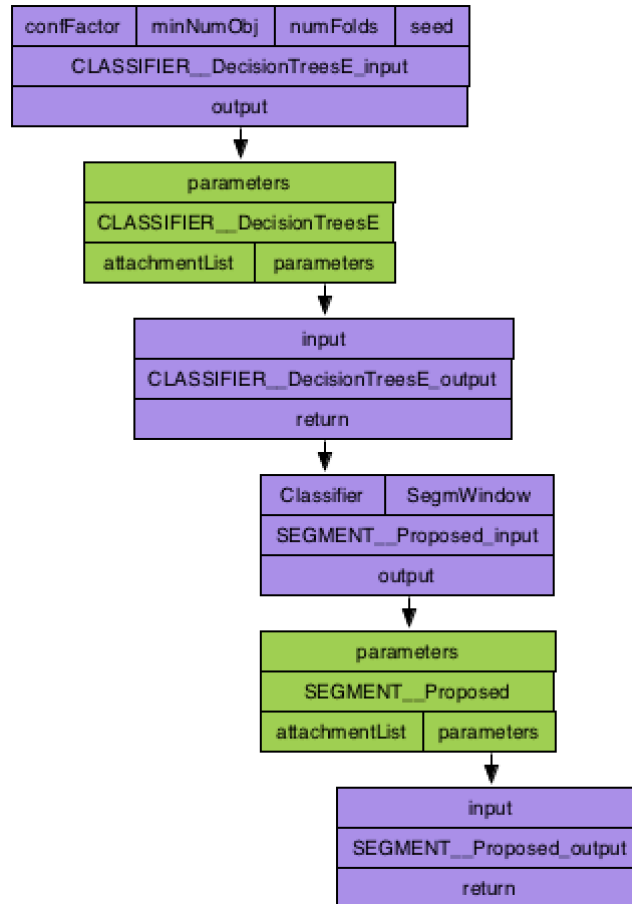 confFactor minNumObj numFolds seed
CLASSIFIER__DecisionTreesE_input
output
parameters
CLASSIFIER__DecisionTreesE
attachmentList parameters
input
CLASSIFIER__DecisionTreesE_output
return
Classifier SegmWindow
SEGMENT__Proposed_input
output
parameters
SEGMENT__Proposed
attachmentList parameters
input
SEGMENT__Proposed_output
return